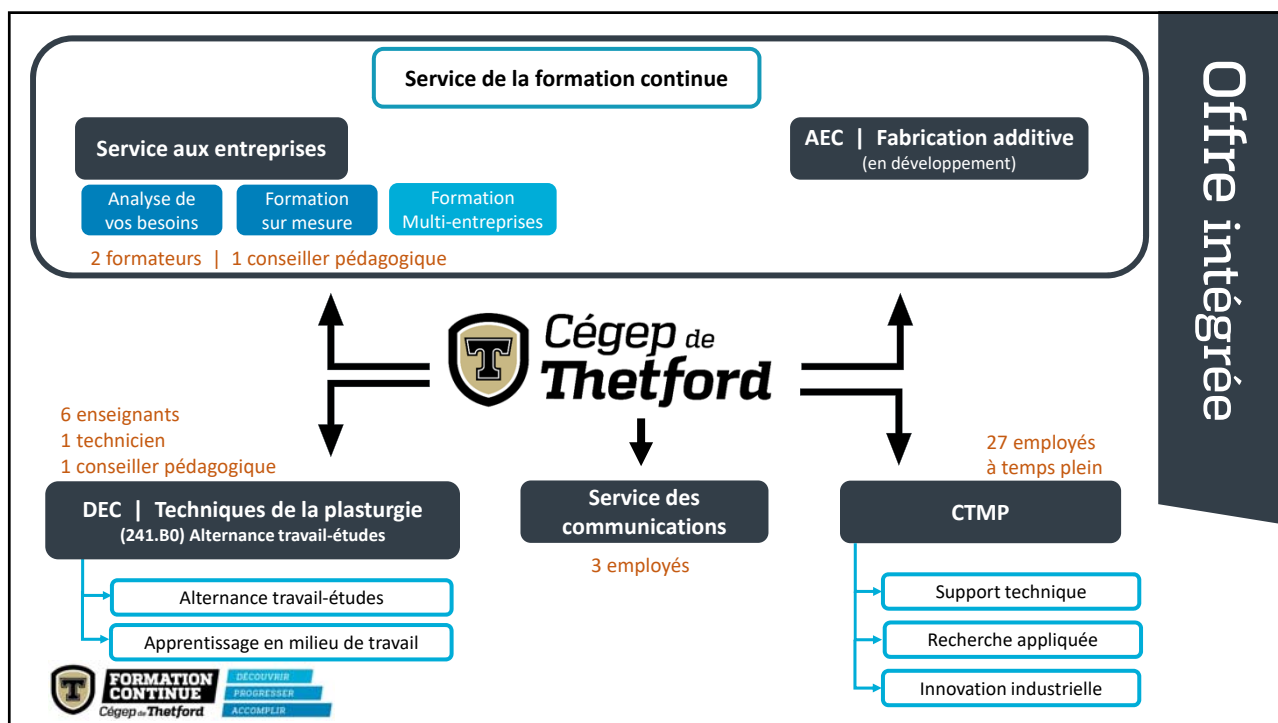 Service de la formation continue
Service aux entreprises
AEC | Fabrication additive
(en développement)
Analyse de
vos besoins
Formation
sur mesure
Formation
Multi-entreprises
2 formateurs | 1 conseiller pédagogique
Offre intégrée
T
Cégep de
Thetford
6 enseignants
1 technicien
1 conseiller pédagogique
27 employés
à temps plein
DEC | Techniques de la plasturgie
(241.B0) Alternance travail-études
Service des
communications
CTMP
3 employés
Alternance travail-études
Apprentissage en milieu de travail
Support technique
Recherche appliquée
Innovation industrielle
T
FORMATION
CONTINUE
Cégep de Thetford
DÉCOUVRIR
PROGRESSER
ACCOMPLIR